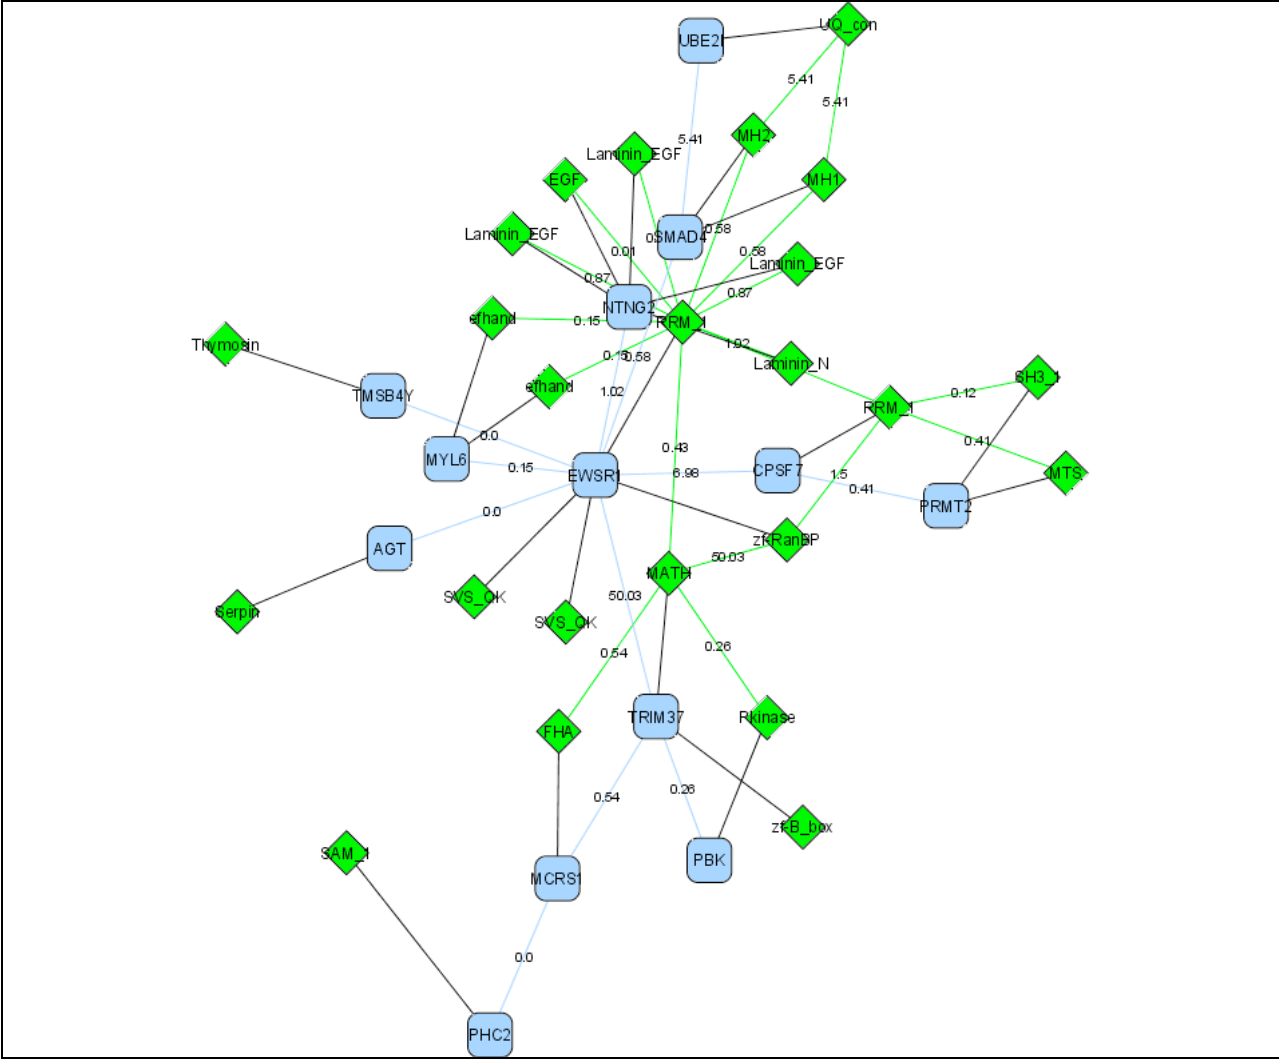 UQ_con
UBE2I
5.41
5.41
MH2
5.41
Laminin_EGF
EGF
MH1
Laminin_EGF
SMAD4
0.58
0.01
0.58
Laminin_EGF
0.87
0.87
NTNG2
efhand
0.15
RRM_1
Thymosin
1.02
0.58
Laminin_N
SH3_1
efhand
1.02
0.12
TMSB4Y
RRM_1
0.0
0.41
0.43
MYL6
0.15
EWSR1
6.98
CPSF7
1.5
MTS
0.41
PRMT2
0.0
AGT
zf-RanBP
50.03
MATH
50.03
SVS_QK
Serpin
SVS_QK
0.54
0.26
TRIM37
Pkinase
FHA
0.54
0.26
zf-B_box
SAM_1
PBK
MCRS1
0.0
PHC2